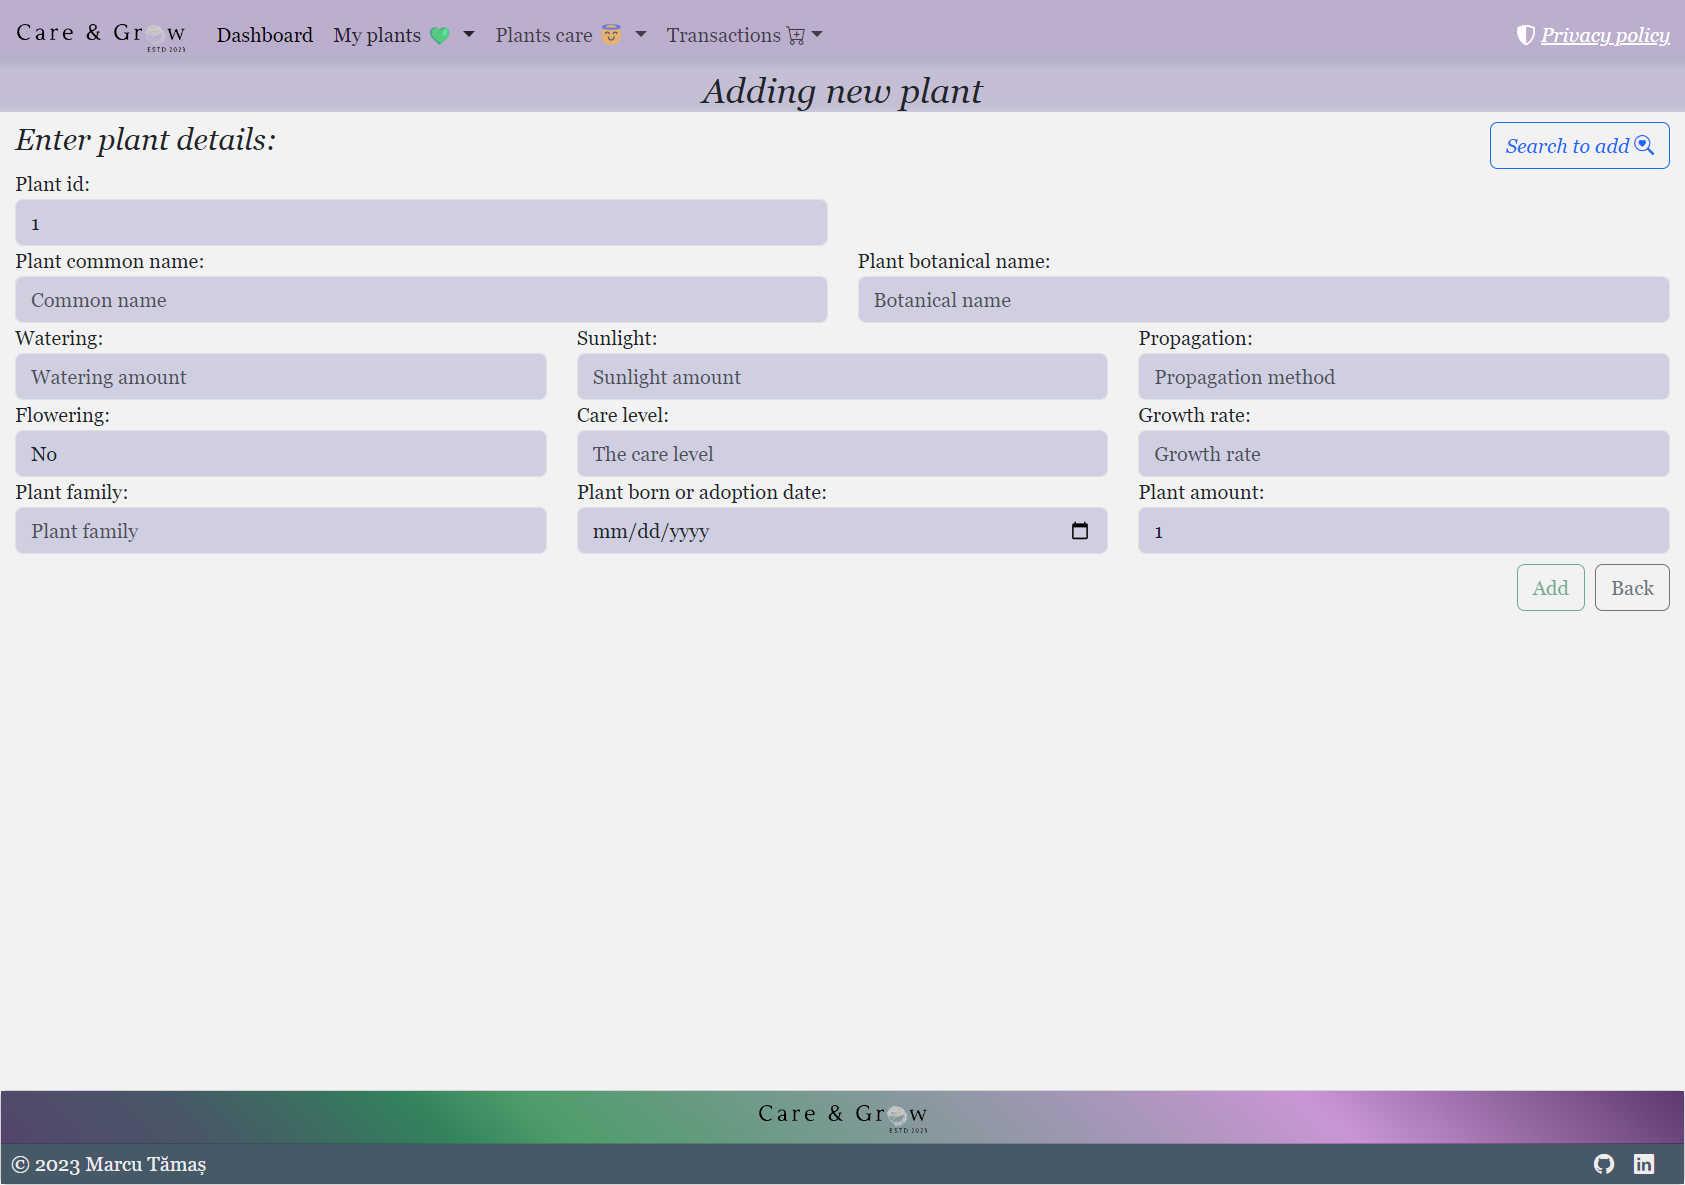 Care & Grow
ESTD 2023
Dashboard My plants Plants care Transactions Privacy policy
Adding new plant
Enter plant details:
Search to add
Plant id:
1
Plant common name: Plant botanical name:
Common name Botanical name
Watering: Sunlight: Propagation:
Watering amount Sunlight amount Propagation method
Flowering: Care level: Growth rate:
No The care level Growth rate
Plant family: Plant born or adoption date: Plant amount:
Plant family mm/dd/yyyy 1
Add Back
Care & Grow
ESTD 2023
© 2023 Marcu Tămaș
in